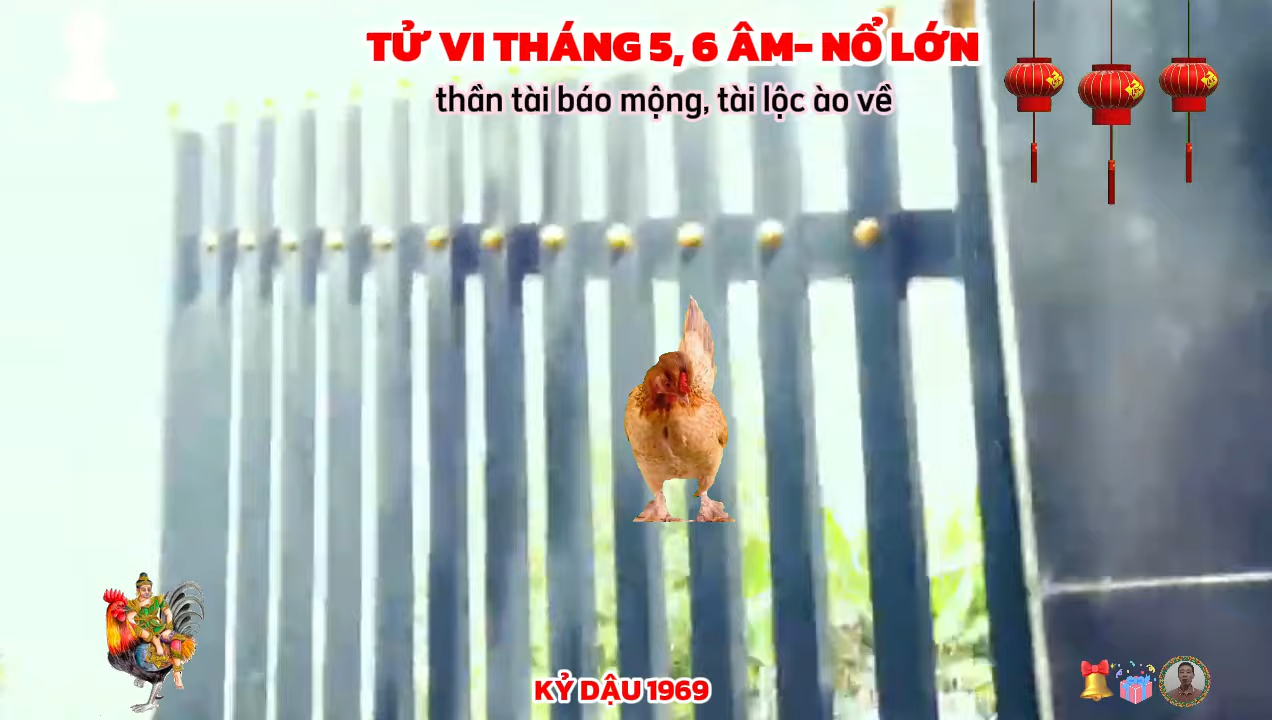 TỬ VI THÁNG 5, 6 ÂM- NỔ LỚN
thần tài báo mộng, tài lộc ào về
KỶ DẬU 1969